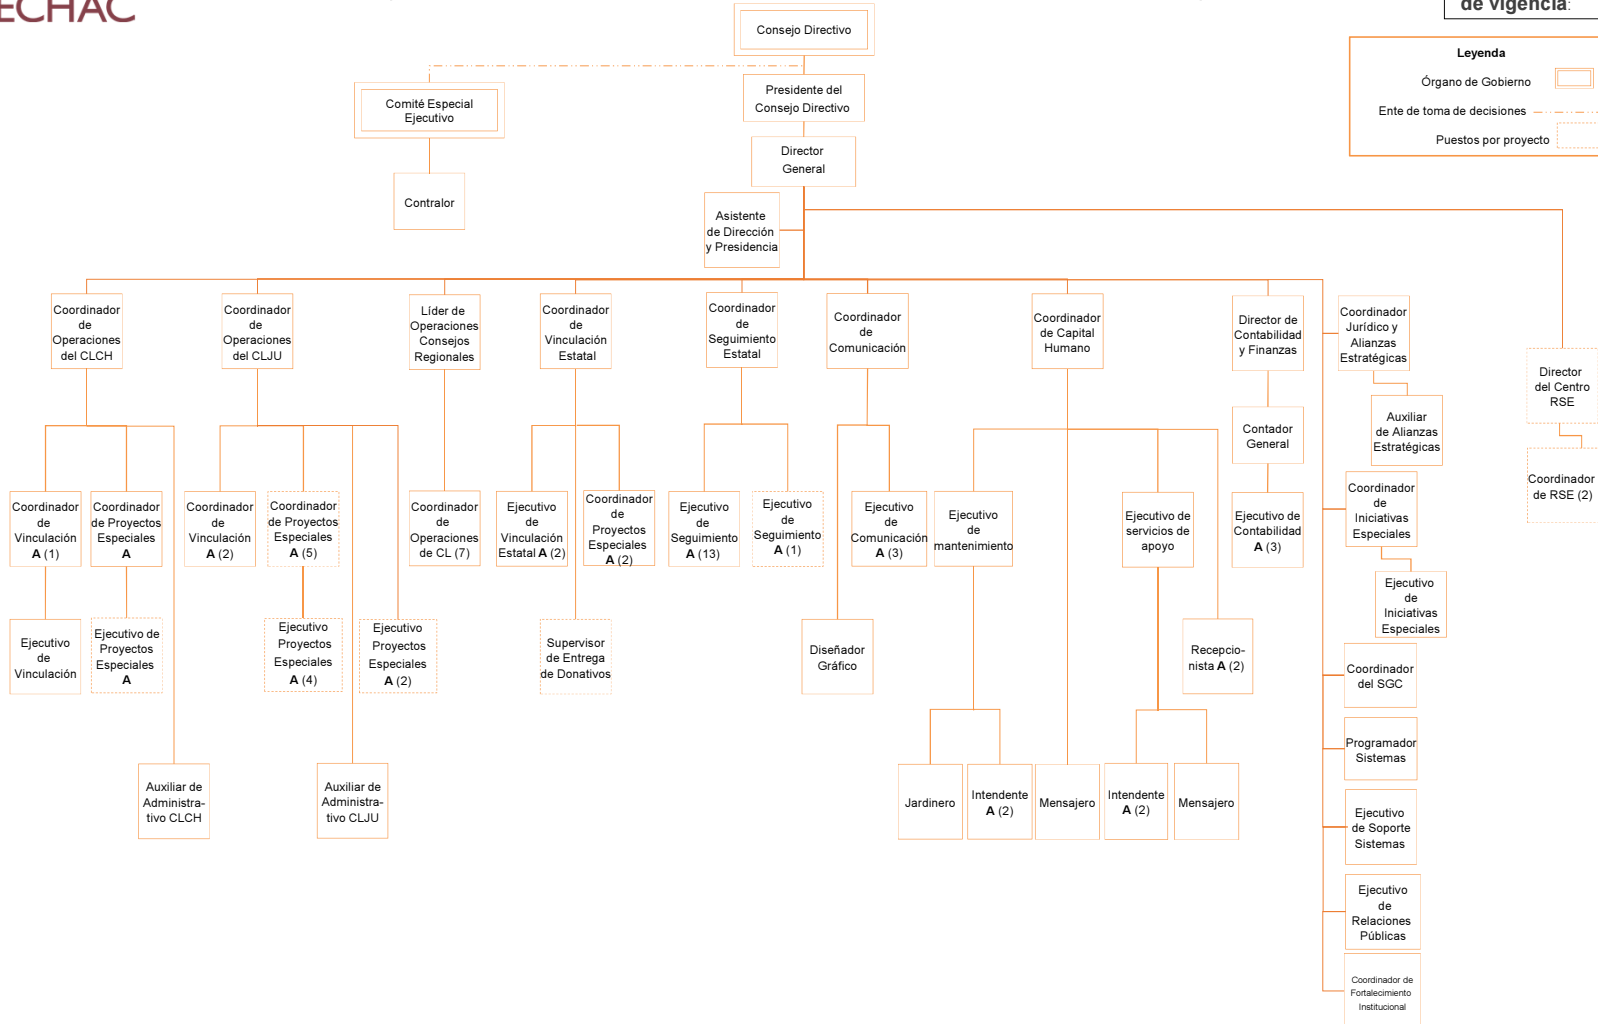 ECHAC
de vigencia:
Consejo Directivo
Leyenda
Órgano de Gobierno
Ente de toma de decisiones
Puestos por proyecto
Comité Especial
Ejecutivo
Presidente del
Consejo Directivo
Director
General
Contralor
Asistente
de Dirección
y Presidencia
Coordinador
de
Operaciones
del CLCH
Coordinador
de
Operaciones
del CLJU
Líder de
Operaciones
Consejos
Regionales
Coordinador
de
Vinculación
Estatal
Coordinador
de
Seguimiento
Estatal
Coordinador
de
Comunicación
Coordinador
de Capital
Humano
Director de
Contabilidad
y Finanzas
Coordinador
Jurídico y
Alianzas
Estratégicas
Director
del Centro
RSE
Auxiliar
de Alianzas
Estratégicas
Contador
General
Coordinador
de RSE (2)
Coordinador
de
Vinculación
A (1)
Coordinador
de Proyectos
Especiales
A
Coordinador
de
Vinculación
A (2)
Coordinador
de Proyectos
Especiales
A (5)
Coordinador
de
Operaciones
de CL (7)
Ejecutivo
de
Vinculación
Estatal A (2)
Coordinador
de
Proyectos
Especiales
A (2)
Ejecutivo
de
Seguimiento
A (13)
Ejecutivo
de
Seguimiento
A (1)
Ejecutivo
de
Comunicación
A (3)
Ejecutivo
de
mantenimiento
Ejecutivo de
servicios de
apoyo
Ejecutivo de
Contabilidad
A (3)
Coordinador
de
Iniciativas
Especiales
Ejecutivo
de
Iniciativas
Especiales
Ejecutivo
de
Vinculación
Ejecutivo de
Proyectos
Especiales
A
Ejecutivo
Proyectos
Especiales
A (4)
Ejecutivo
Proyectos
Especiales
A (2)
Supervisor
de Entrega
de Donativos
Diseñador
Gráfico
Recepcio-
nista A (2)
Coordinador
del SGC
Programador
Sistemas
Auxiliar de
Administra-
tivo CLCH
Auxiliar de
Administra-
tivo CLJU
Jardinero
Intendente
A (2)
Mensajero
Intendente
A (2)
Mensajero
Ejecutivo
de Soporte
Sistemas
Ejecutivo
de
Relaciones
Públicas
Coordinador de
Fortalecimiento
Institucional